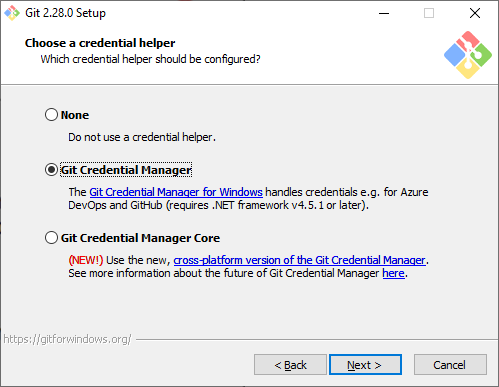 Git 2.28.0 Setup
Choose a credential helper
Which credential helper should be configured?
None
Do not use a credential helper.
Git Credential Manager
The Git Credential Manager for Windows handles credentials e.g. for Azure
DevOps and GitHub (requires .NET framework v4.5.1 or later).
Git Credential Manager Core
(NEW!) Use the new, cross-platform version of the Git Credential Manager.
See more information about the future of Git Credential Manager here.
https://gitforwindows.org/
< Back
Next >
Cancel